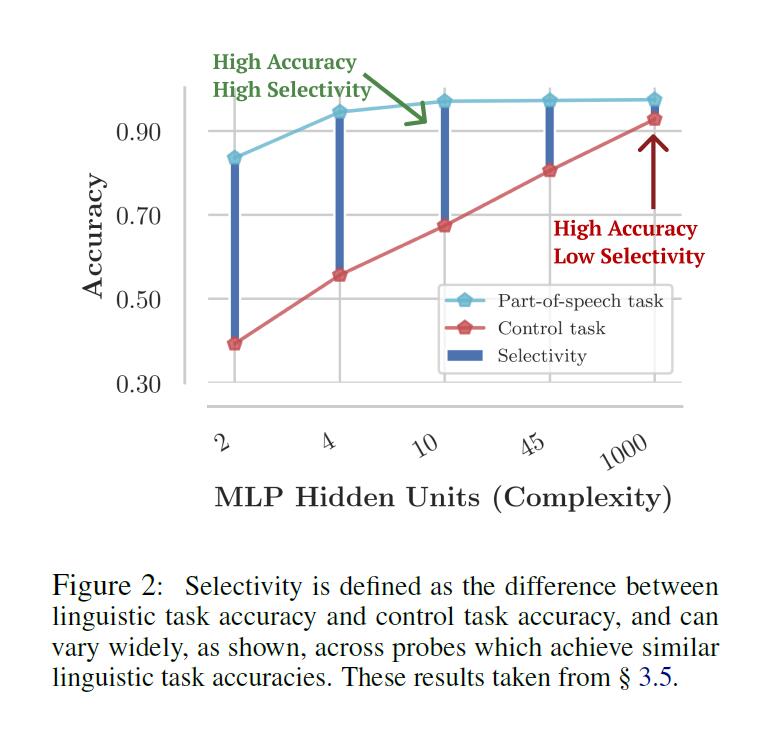 High Accuracy
High Selectivity
0.90
0.70
0.50
0.30
Accuracy
High Accuracy
Low Selectivity
Part-of-speech task
Control task
Selectivity
2
4
10
45
1000
MLP Hidden Units (Complexity)
Figure 2: Selectivity is defined as the difference between
linguistic task accuracy and control task accuracy, and can
vary widely, as shown, across probes which achieve similar
linguistic task accuracies. These results taken from § 3.5.